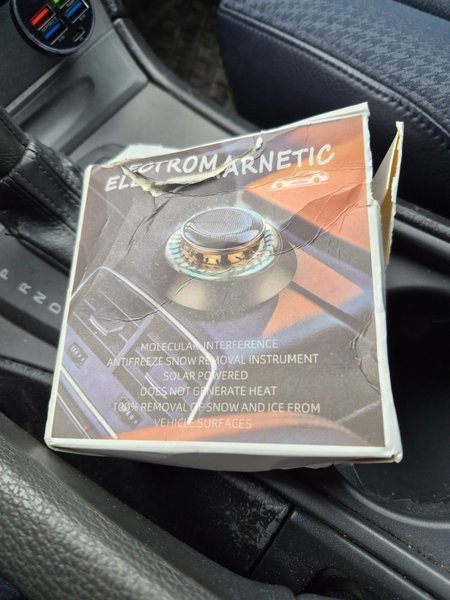 ELECTROMARNETIC
MOLECULAR INTERFERENCE
ANTIFREEZE SNOW REMOVAL INSTRUMENT
SOLAR POWERED
DOES NOT GENERATE HEAT
100% REMOVAL OF SNOW AND ICE FROM
VEHICLE SURFACES
P R N D